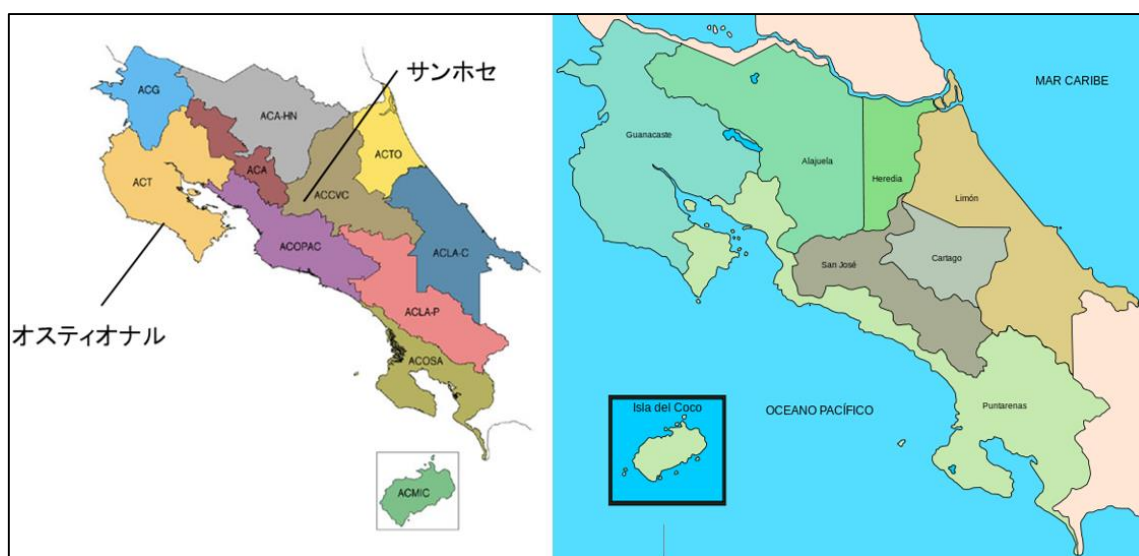 サンホセ
ACG
ACA-HN
ACTO
ACA
ACT
ACCVC
ACOPAC
ACLA-C
ACLA-P
オスティオナル
ACOSA
ACMIC
MAR CARIBE
Guanacaste
Alajuela
Heredia
Limón
San José
Cartago
Isla del Coco
OCEANO PACÍFICO
Puntarenas